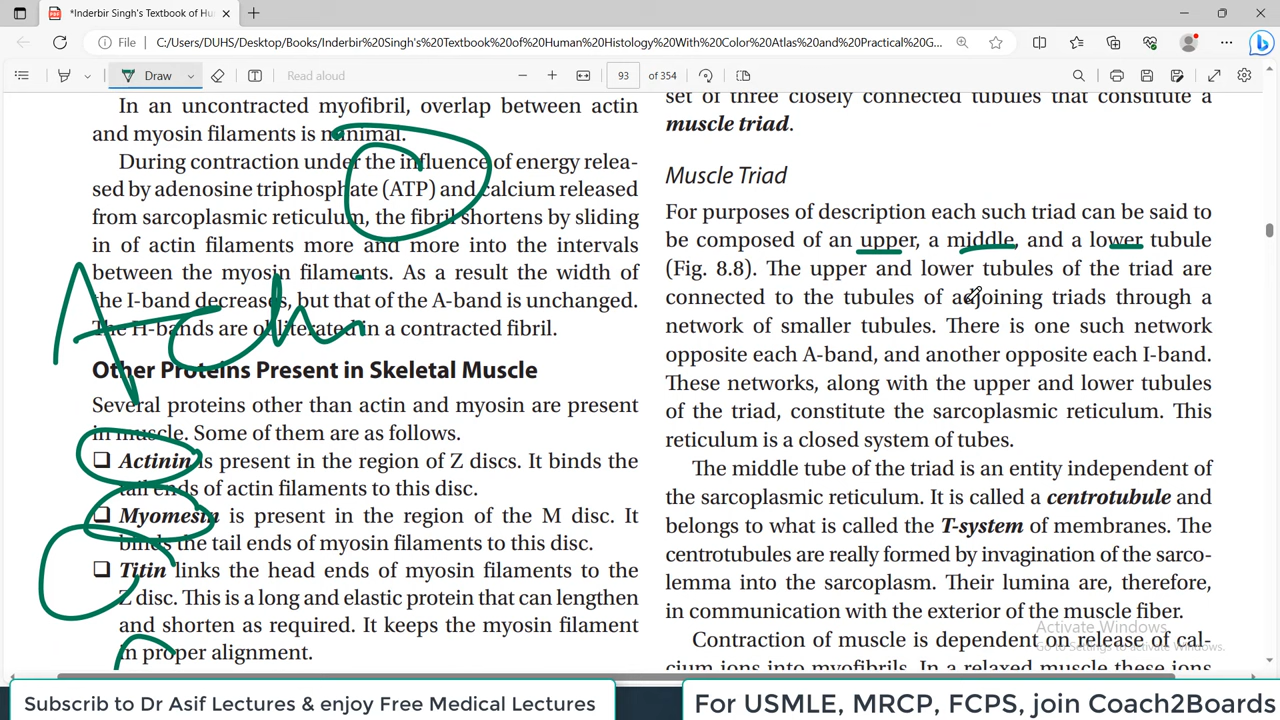 *Inderbir Singh's Textbook of Hu
File
C:/Users/DUHS/Desktop/Books/Inderbir%20Singh's%20Textbook%20of%20Human%20Histology%20With%20Color%20Atlas%20and%20Practical%20G...
Draw
Read aloud
93 of 354
In an uncontracted myofibril, overlap between actin
and myosin filaments is minimal.
During contraction under the influence of energy relea-
sed by adenosine triphosphate (ATP) and calcium released
from sarcoplasmic reticulum, the fibril shortens by sliding
in of actin filaments more and more into the intervals
between the myosin filaments. As a result the width of
the I-band decreases, but that of the A-band is unchanged.
The H-bands are obliterated in a contracted fibril.
Other Proteins Present in Skeletal Muscle
Several proteins other than actin and myosin are present
in muscle. Some of them are as follows.
❑ Actinin is present in the region of Z discs. It binds the
tail ends of actin filaments to this disc.
❑ Myomesin is present in the region of the M disc. It
binds the tail ends of myosin filaments to this disc.
❑ Titin links the head ends of myosin filaments to the
Z disc. This is a long and elastic protein that can lengthen
and shorten as required. It keeps the myosin filament
in proper alignment.
set of three closely connected tubules that constitute a
muscle triad.
Muscle Triad
For purposes of description each such triad can be said to
be composed of an upper, a middle, and a lower tubule
(Fig. 8.8). The upper and lower tubules of the triad are
connected to the tubules of adjoining triads through a
network of smaller tubules. There is one such network
opposite each A-band, and another opposite each I-band.
These networks, along with the upper and lower tubules
of the triad, constitute the sarcoplasmic reticulum. This
reticulum is a closed system of tubes.
The middle tube of the triad is an entity independent of
the sarcoplasmic reticulum. It is called a centrotubule and
belongs to what is called the T-system of membranes. The
centrotubules are really formed by invagination of the sarco-
lemma into the sarcoplasm. Their lumina are, therefore,
in communication with the exterior of the muscle fiber.
Contraction of muscle is dependent on release of cal-
cium ions into myofibrils. In a relaxed muscle these ions
Activate Windows
Go to Settings to activate Windows.
Subscrib to Dr Asif Lectures & enjoy Free Medical Lectures
For USMLE, MRCP, FCPS, join Coach2Boards